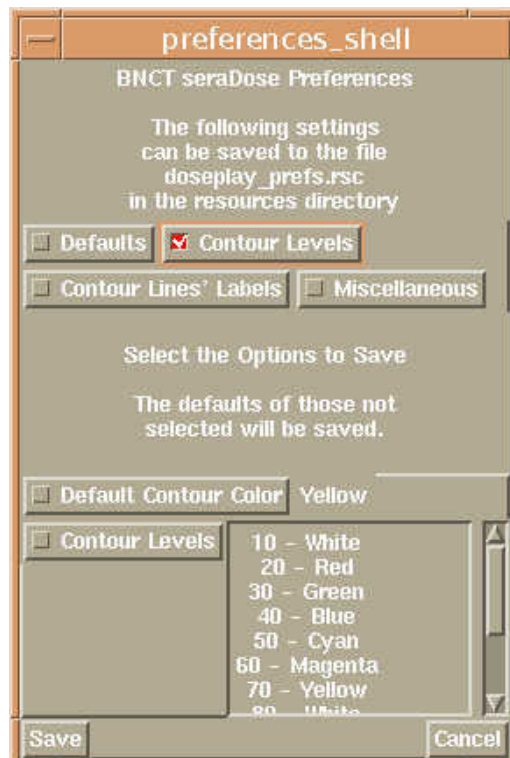 preferences_shell
BNCT seraDose Preferences
The following settings
can be saved to the file
doseplay_prefs.rsc
in the resources directory
Defaults Contour Levels
Contour Lines' Labels Miscellaneous
Select the Options to Save
The defaults of those not
selected will be saved.
Default Contour Color Yellow
Contour Levels 10 - White
20 - Red
30 - Green
40 - Blue
50 - Cyan
60 - Magenta
70 - Yellow
80 - White
Save Cancel